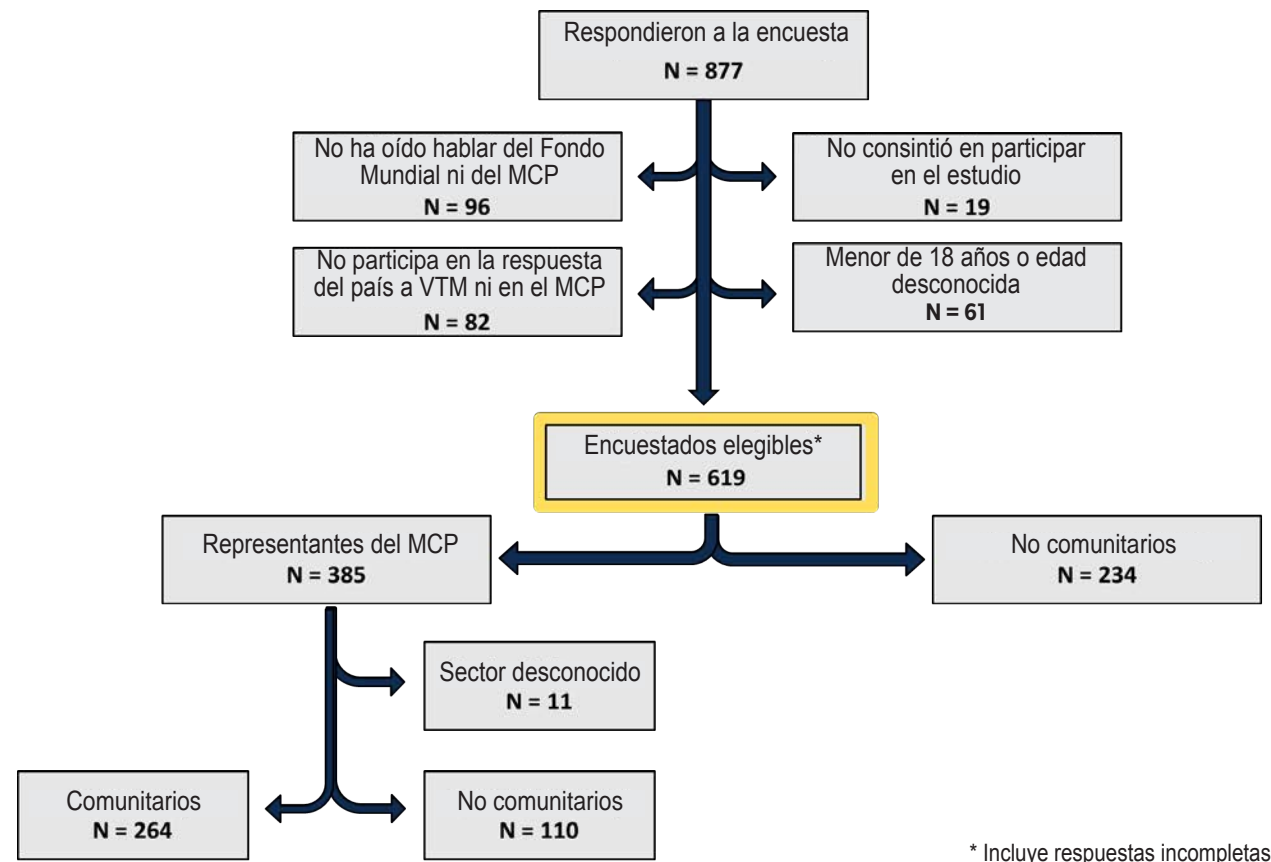 Respondieron a la encuesta
N = 877
No ha oído hablar del Fondo
Mundial ni del MCP
N = 96
No consintió en participar
en el estudio
N = 19
No participa en la respuesta
del país a VTM ni en el MCP
N = 82
Menor de 18 años o edad
desconocida
N = 61
Encuestados elegibles*
N = 619
Representantes del MCP
N = 385
No comunitarios
N = 234
Sector desconocido
N = 11
Comunitarios
N = 264
No comunitarios
N = 110
* Incluye respuestas incompletas